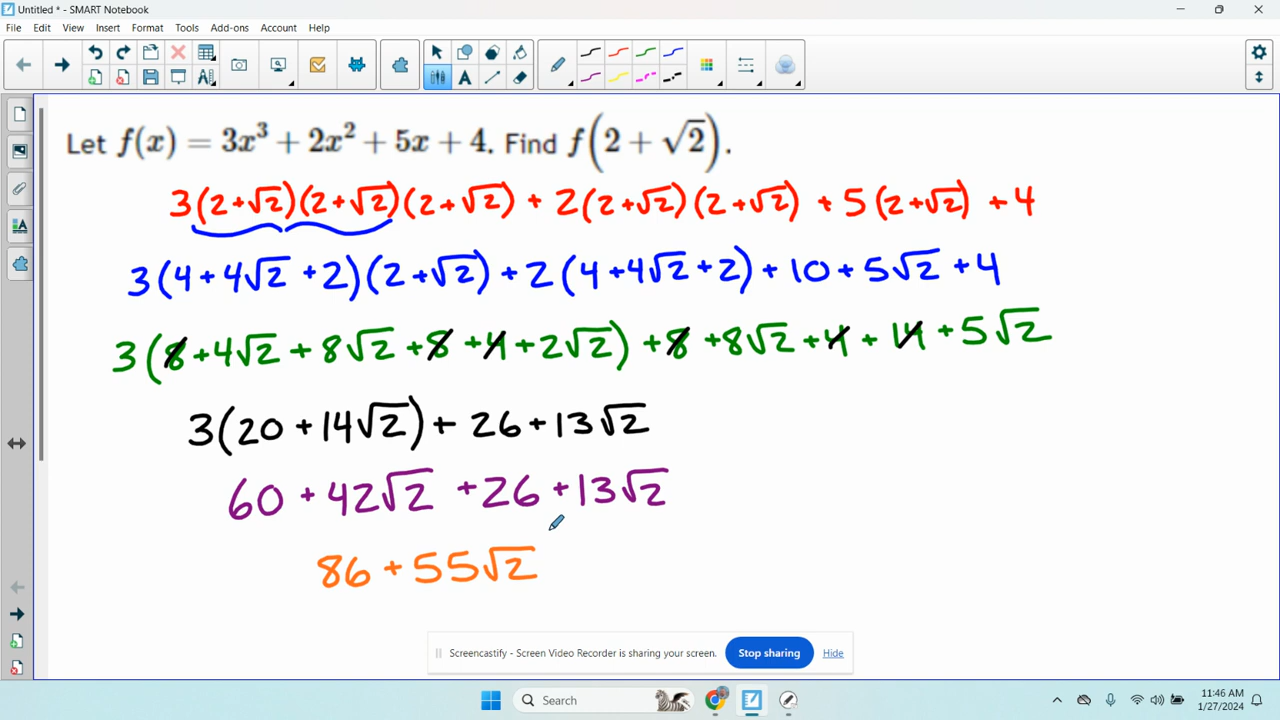 Untitled * - SMART Notebook
File Edit View Insert Format Tools Add-ons Account Help
Let f(x) = 3x³ + 2x² + 5x + 4. Find f(2 + √2).
3(2+√2)(2+√2)(2+√2) + 2(2+√2)(2+√2) + 5(2+√2) + 4
3(4+4√2+2)(2+√2)+2(4+4√2+2)+10+5√2+4
3(8+4√2+8√2+8+4+2√2)+8+8√2+4+14+5√2
3(20+14√2)+26+13√2
60+42√2+26+13√2
86+55√2
Screencastify - Screen Video Recorder is sharing your screen. Stop sharing Hide
Search
11:46 AM
1/27/2024